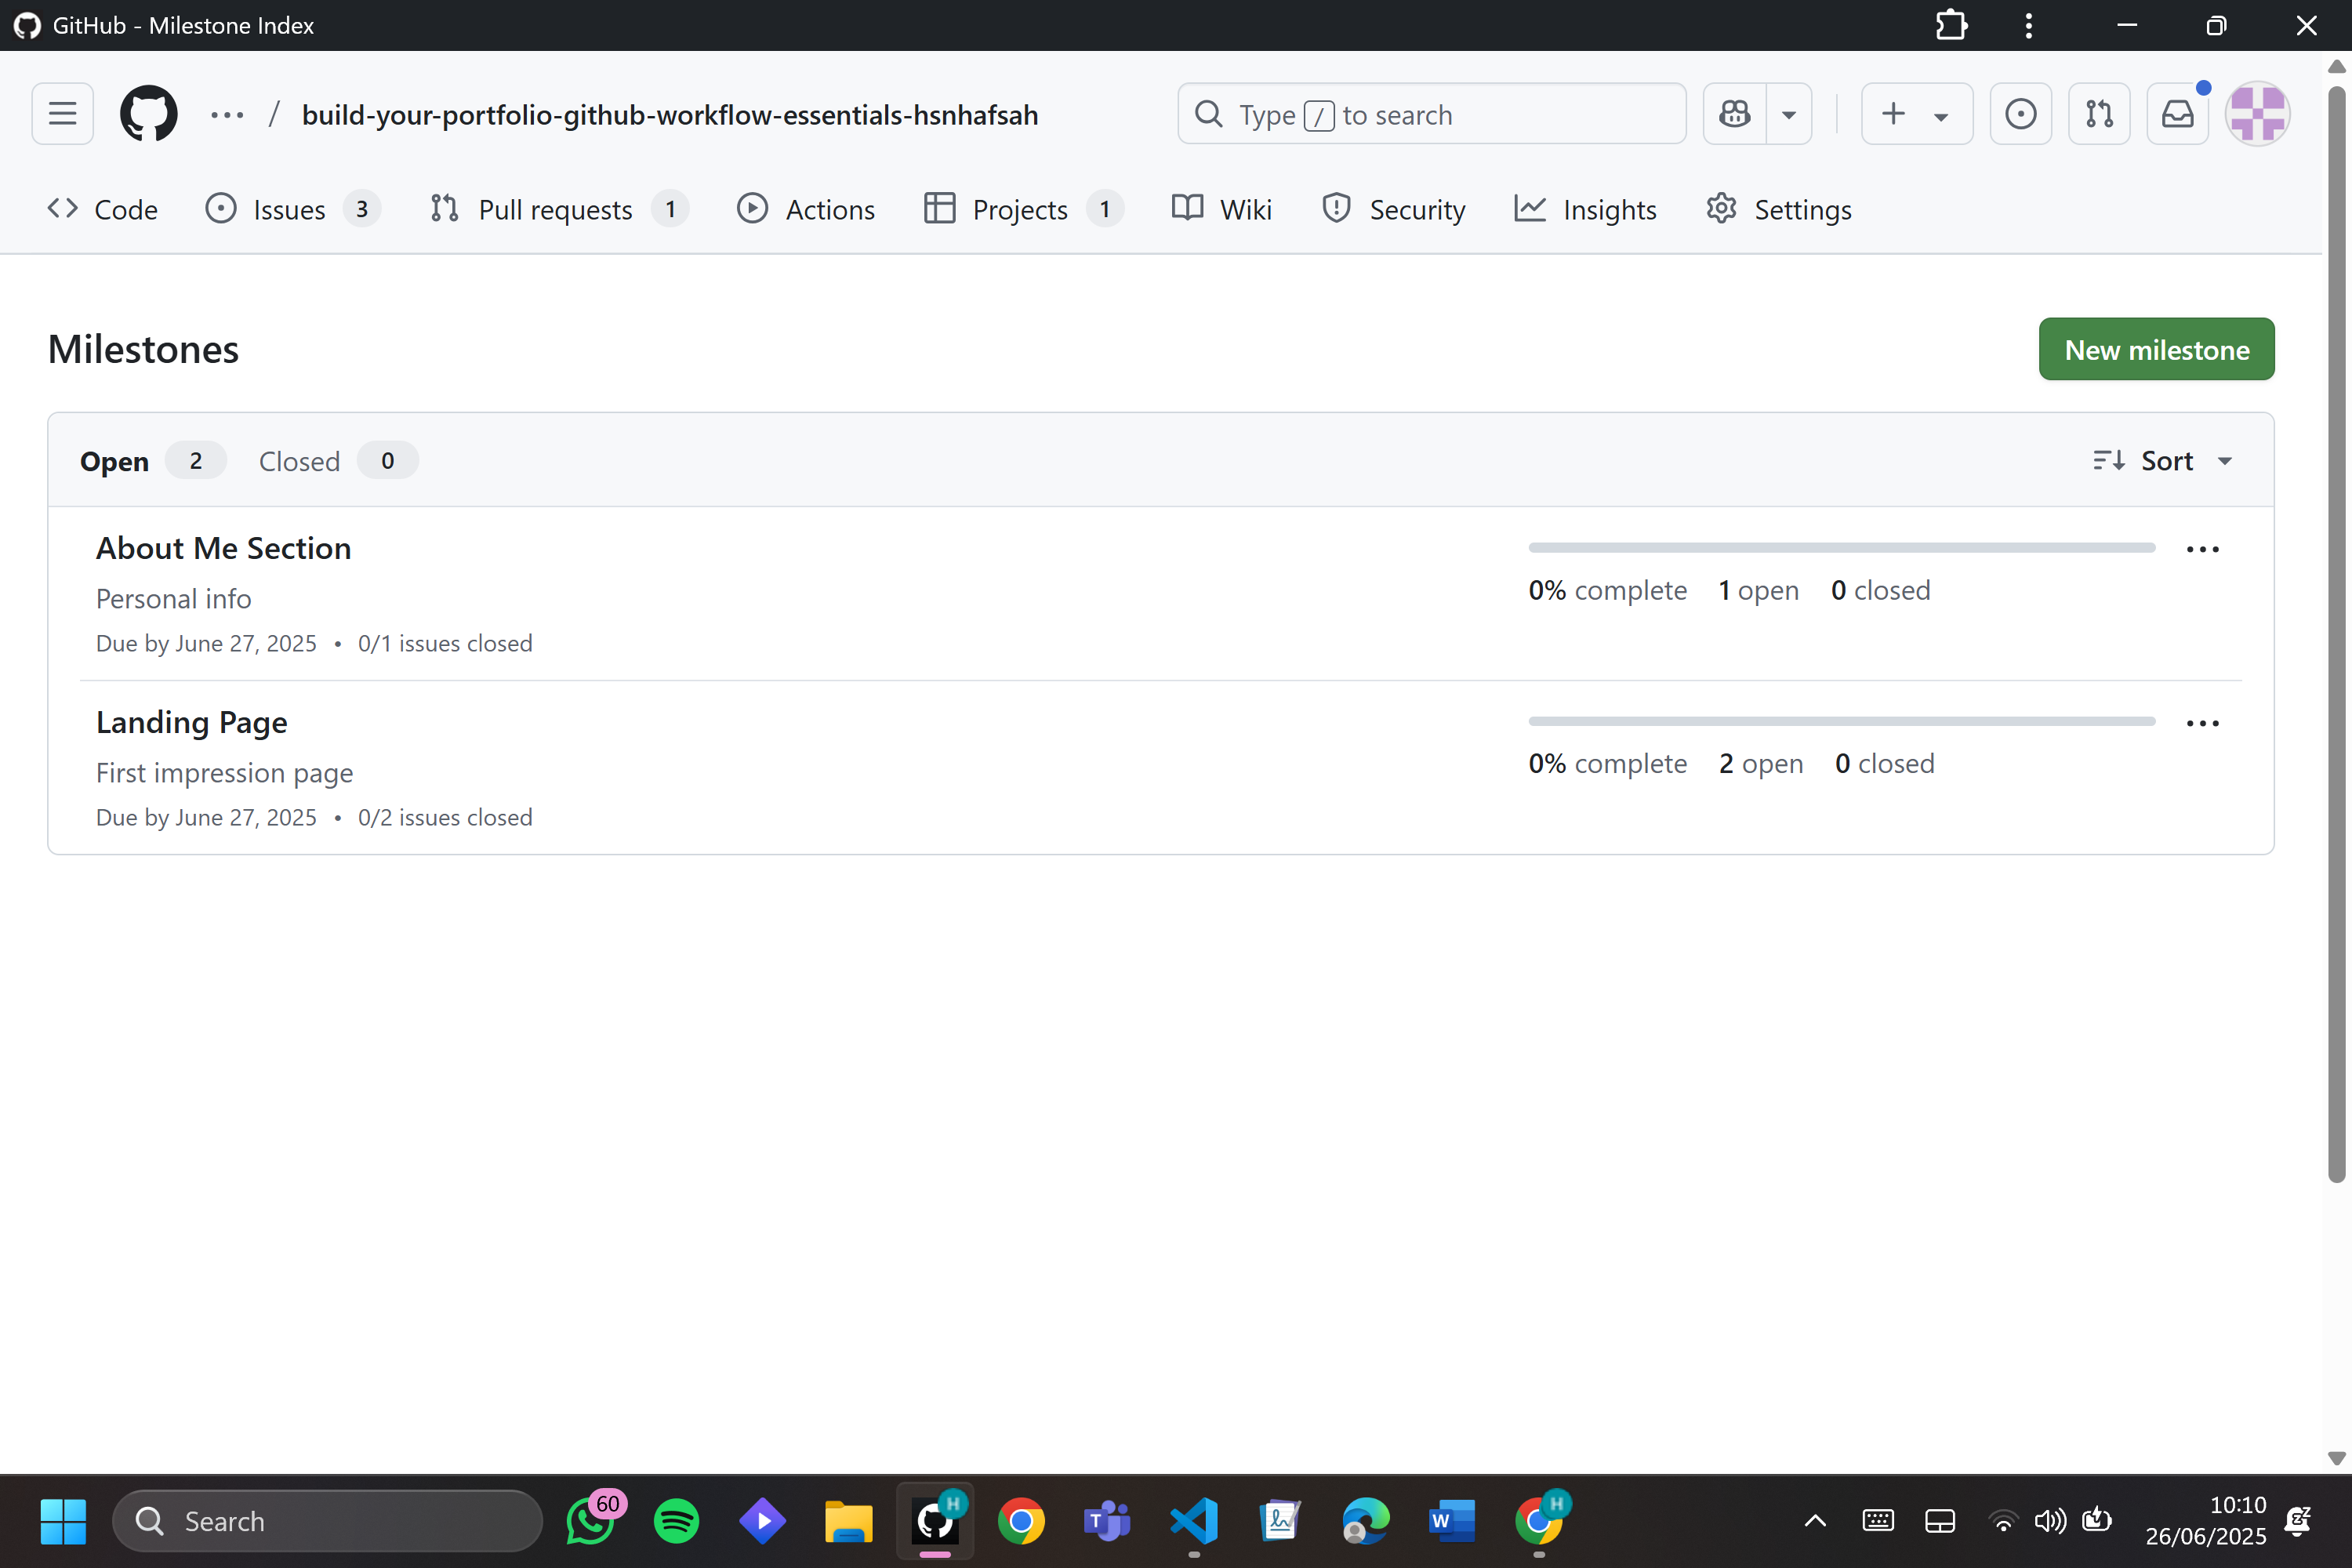 GitHub - Milestone Index
... / build-your-portfolio-github-workflow-essentials-hsnhafsah
Type / to search
Code Issues 3 Pull requests 1 Actions Projects 1 Wiki Security Insights Settings
Milestones
New milestone
Open 2 Closed 0
Sort
About Me Section
Personal info
Due by June 27, 2025 • 0/1 issues closed
0% complete 1 open 0 closed
Landing Page
First impression page
Due by June 27, 2025 • 0/2 issues closed
0% complete 2 open 0 closed
Search
60
H
T
W
H
10:10
26/06/2025